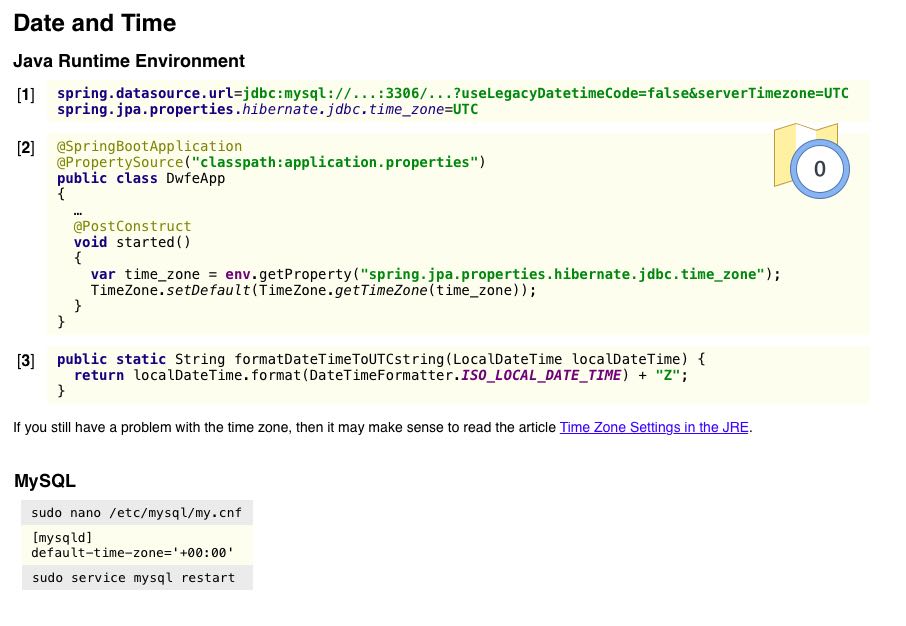 Date and Time
Java Runtime Environment
[1]
spring.datasource.url=jdbc:mysql://...:3306/...?useLegacyDatetimeCode=false&serverTimezone=UTC
spring.jpa.properties.hibernate.jdbc.time_zone=UTC
[2]
@SpringBootApplication
@PropertySource("classpath:application.properties")
public class DwfeApp
{
  …
  @PostConstruct
  void started()
  {
    var time_zone = env.getProperty("spring.jpa.properties.hibernate.jdbc.time_zone");
    TimeZone.setDefault(TimeZone.getTimeZone(time_zone));
  }
}
0
[3]
public static String formatDateTimeToUTCstring(LocalDateTime localDateTime) {
  return localDateTime.format(DateTimeFormatter.ISO_LOCAL_DATE_TIME) + "Z";
}
If you still have a problem with the time zone, then it may make sense to read the article Time Zone Settings in the JRE.
MySQL
sudo nano /etc/mysql/my.cnf
[mysqld]
default-time-zone='+00:00'
sudo service mysql restart